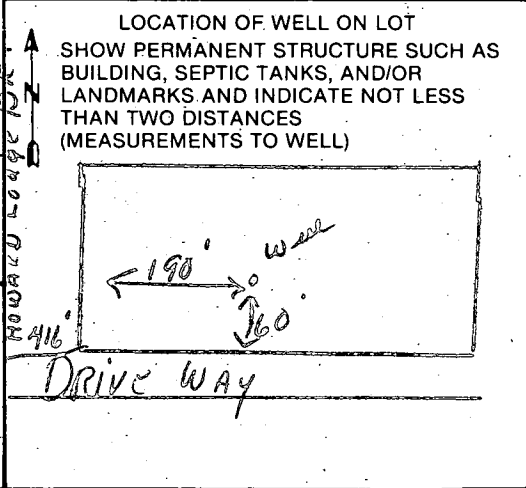 LOCATION OF WELL ON LOT
SHOW PERMANENT STRUCTURE SUCH AS
BUILDING, SEPTIC TANKS, AND/OR
LANDMARKS AND INDICATE NOT LESS
THAN TWO DISTANCES
(MEASUREMENTS TO WELL)
N
HOWARD Lodge DR.
Well
190'
60'
416'
DRIVE WAY